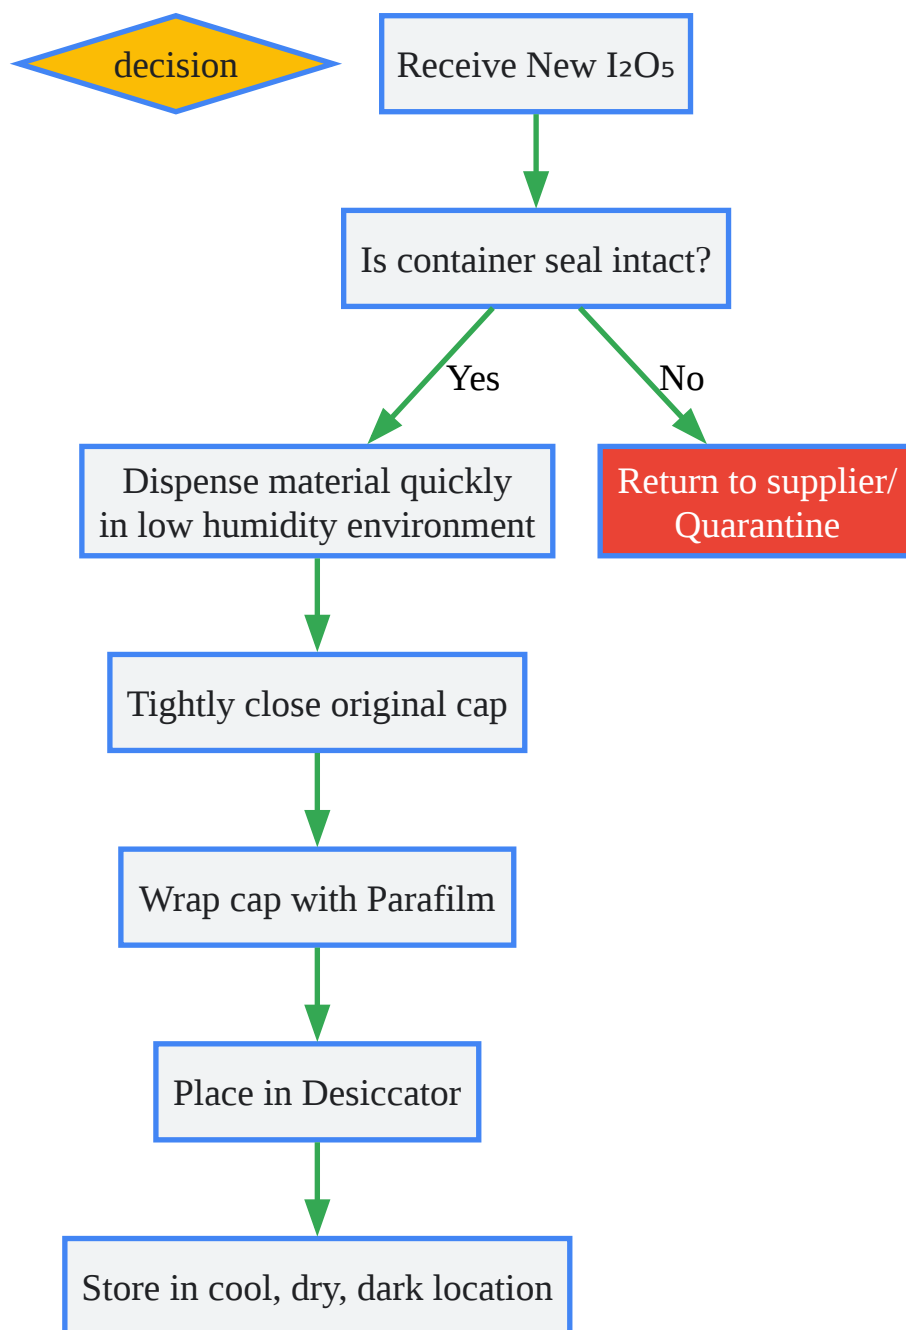 decision
Receive New I₂O₅
Is container seal intact?
Yes
No
Dispense material quickly
in low humidity environment
Return to supplier/
Quarantine
Tightly close original cap
Wrap cap with Parafilm
Place in Desiccator
Store in cool, dry, dark location